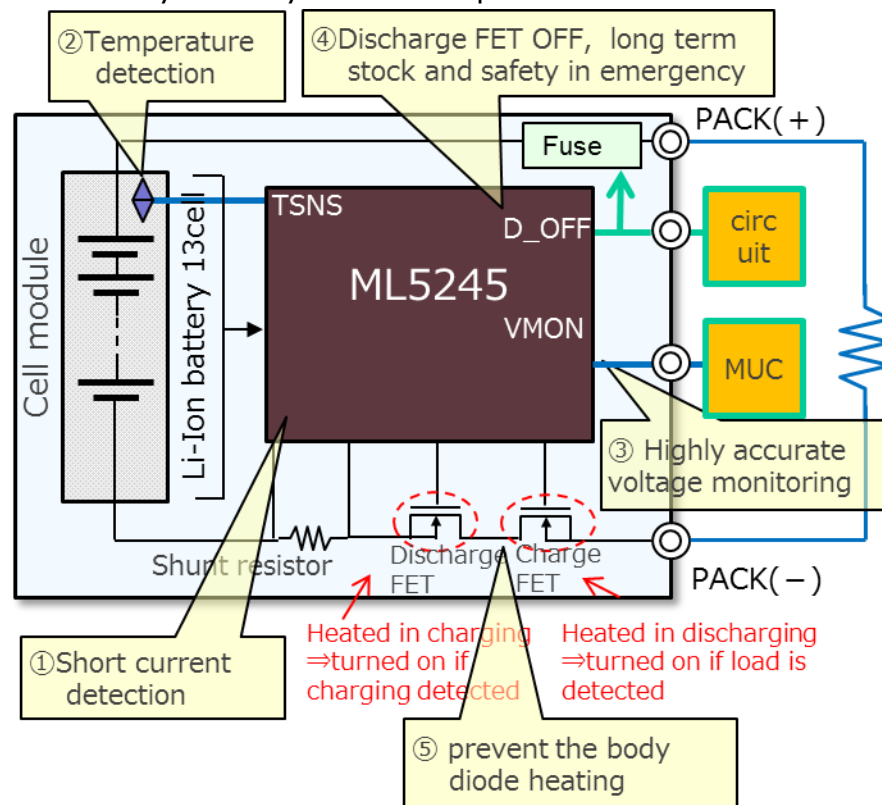 ②Temperature
detection
④Discharge FET OFF, long term
stock and safety in emergency
PACK(+)
Fuse
TSNS
D_OFF
circ
uit
ML5245
VMON
MUC
Cell module
Li-Ion battery 13cell
③ Highly accurate
voltage monitoring
Shunt resistor
Discharge
FET
Charge
FET
PACK(-)
①Short current
detection
Heated in charging
⇒turned on if
charging detected
Heated in discharging
⇒turned on if load is
detected
⑤ prevent the body
diode heating